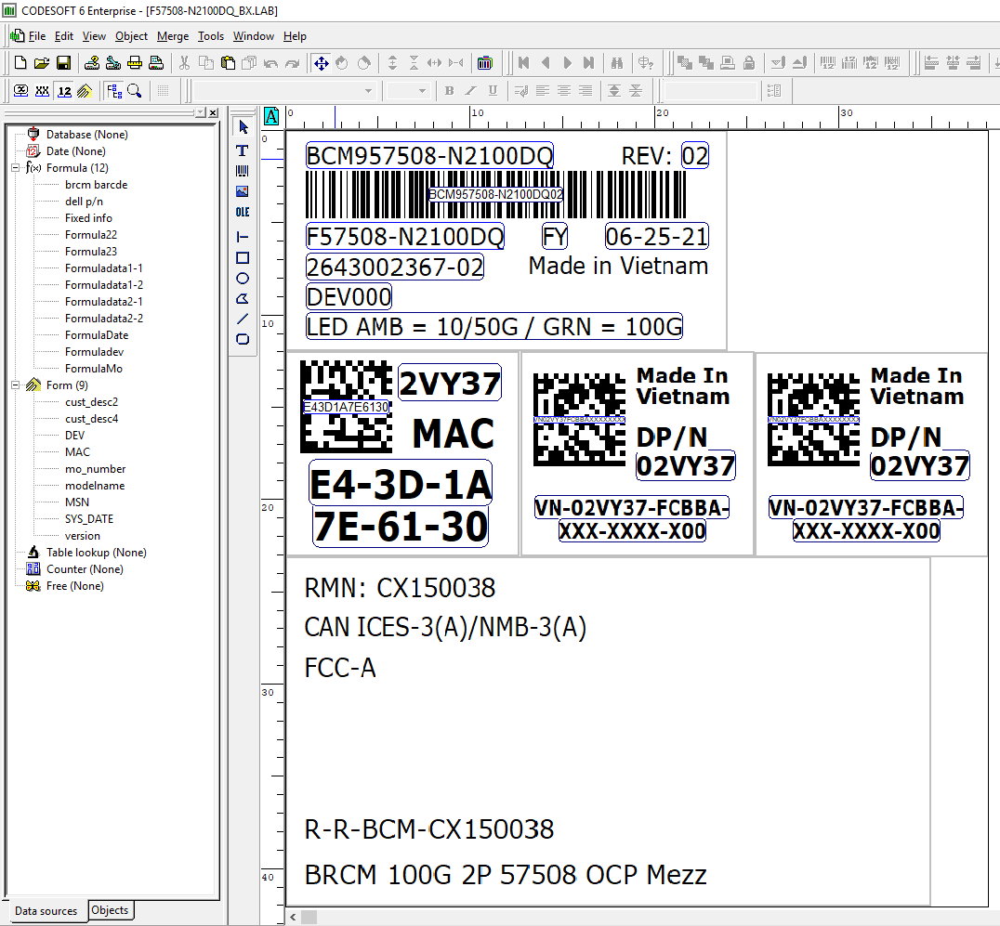 CODESOFT 6 Enterprise - [F57508-N2100DQ_BX.LAB]
File Edit View Object Merge Tools Window Help
B I U
Database (None)
Date (None)
Formula (12)
brcm barcde
dell p/n
Fixed info
Formula22
Formula23
Formuladata1-1
Formuladata1-2
Formuladata2-1
Formuladata2-2
FormulaDate
Formuladev
FormulaMo
Form (9)
cust_desc2
cust_desc4
DEV
MAC
mo_number
modelname
MSN
SYS_DATE
version
Table lookup (None)
Counter (None)
Free (None)
Data sources Objects
T
OLE
A
0 10 20 30
0
10
20
30
40
BCM957508-N2100DQ REV: 02
BCM957508-N2100DQ02
F57508-N2100DQ FY 06-25-21
2643002367-02 Made in Vietnam
DEV000
LED AMB = 10/50G / GRN = 100G
E43D1A7E6130
2VY37
MAC
E4-3D-1A
7E-61-30
Made In
Vietnam
VN02VY37FCBBAXXXXXXXX
DP/N
02VY37
VN-02VY37-FCBBA-
XXX-XXXX-X00
Made In
Vietnam
VN02VY37FCBBAXXXXXXXX
DP/N
02VY37
VN-02VY37-FCBBA-
XXX-XXXX-X00
RMN: CX150038
CAN ICES-3(A)/NMB-3(A)
FCC-A
R-R-BCM-CX150038
BRCM 100G 2P 57508 OCP Mezz